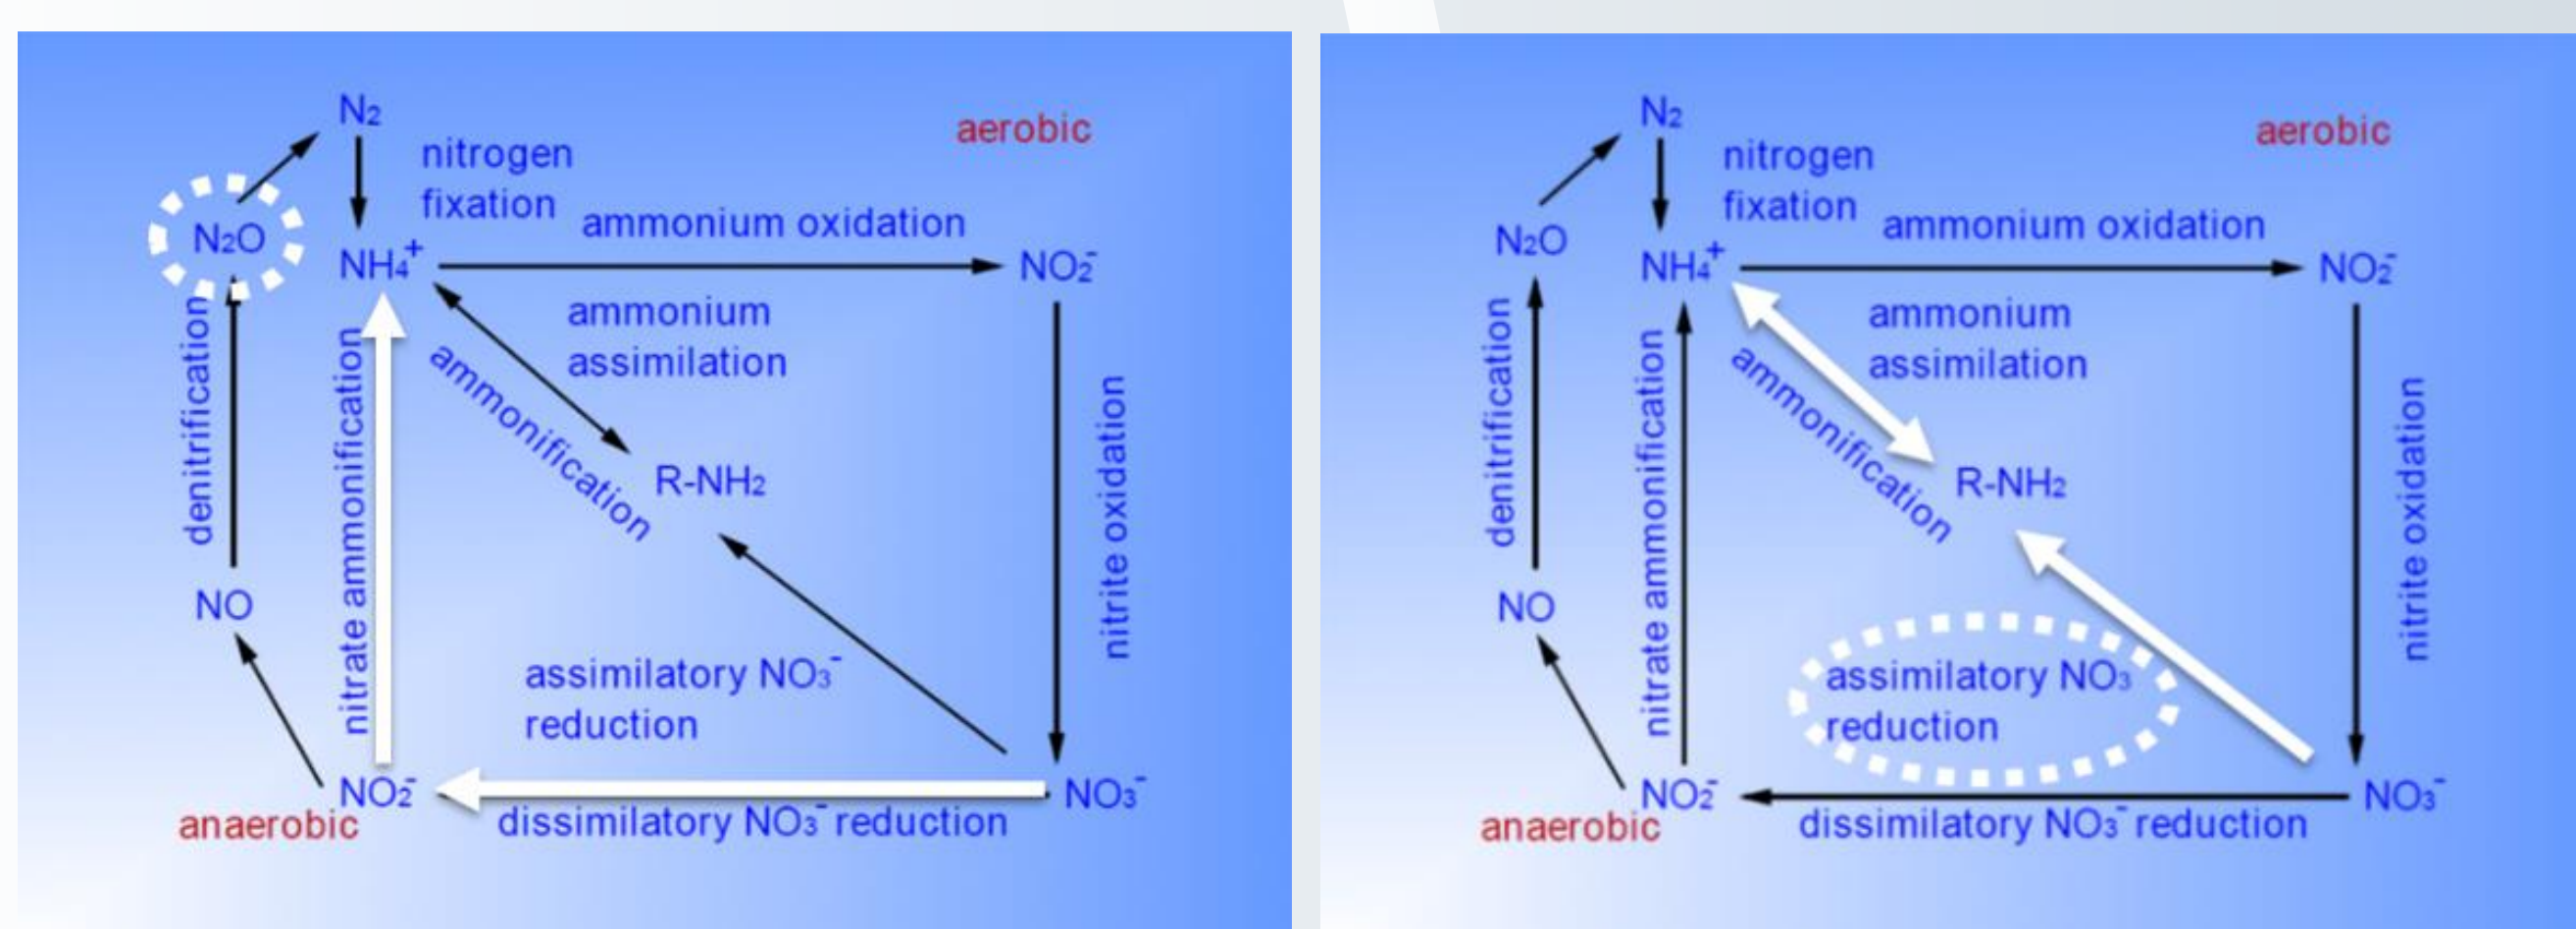 N2
aerobic
nitrogen
fixation
ammonium oxidation
N2O
NH4+
NO2-
ammonium
assimilation
denitrification
nitrate ammonification
ammonification
nitrite oxidation
R-NH2
NO
assimilatory NO3-
reduction
NO2-
NO3-
anaerobic
dissimilatory NO3- reduction
N2
aerobic
nitrogen
fixation
ammonium oxidation
N2O
NH4+
NO2-
ammonium
assimilation
denitrification
nitrate ammonification
ammonification
nitrite oxidation
R-NH2
NO
assimilatory NO3
reduction
NO2-
NO3-
anaerobic
dissimilatory NO3- reduction